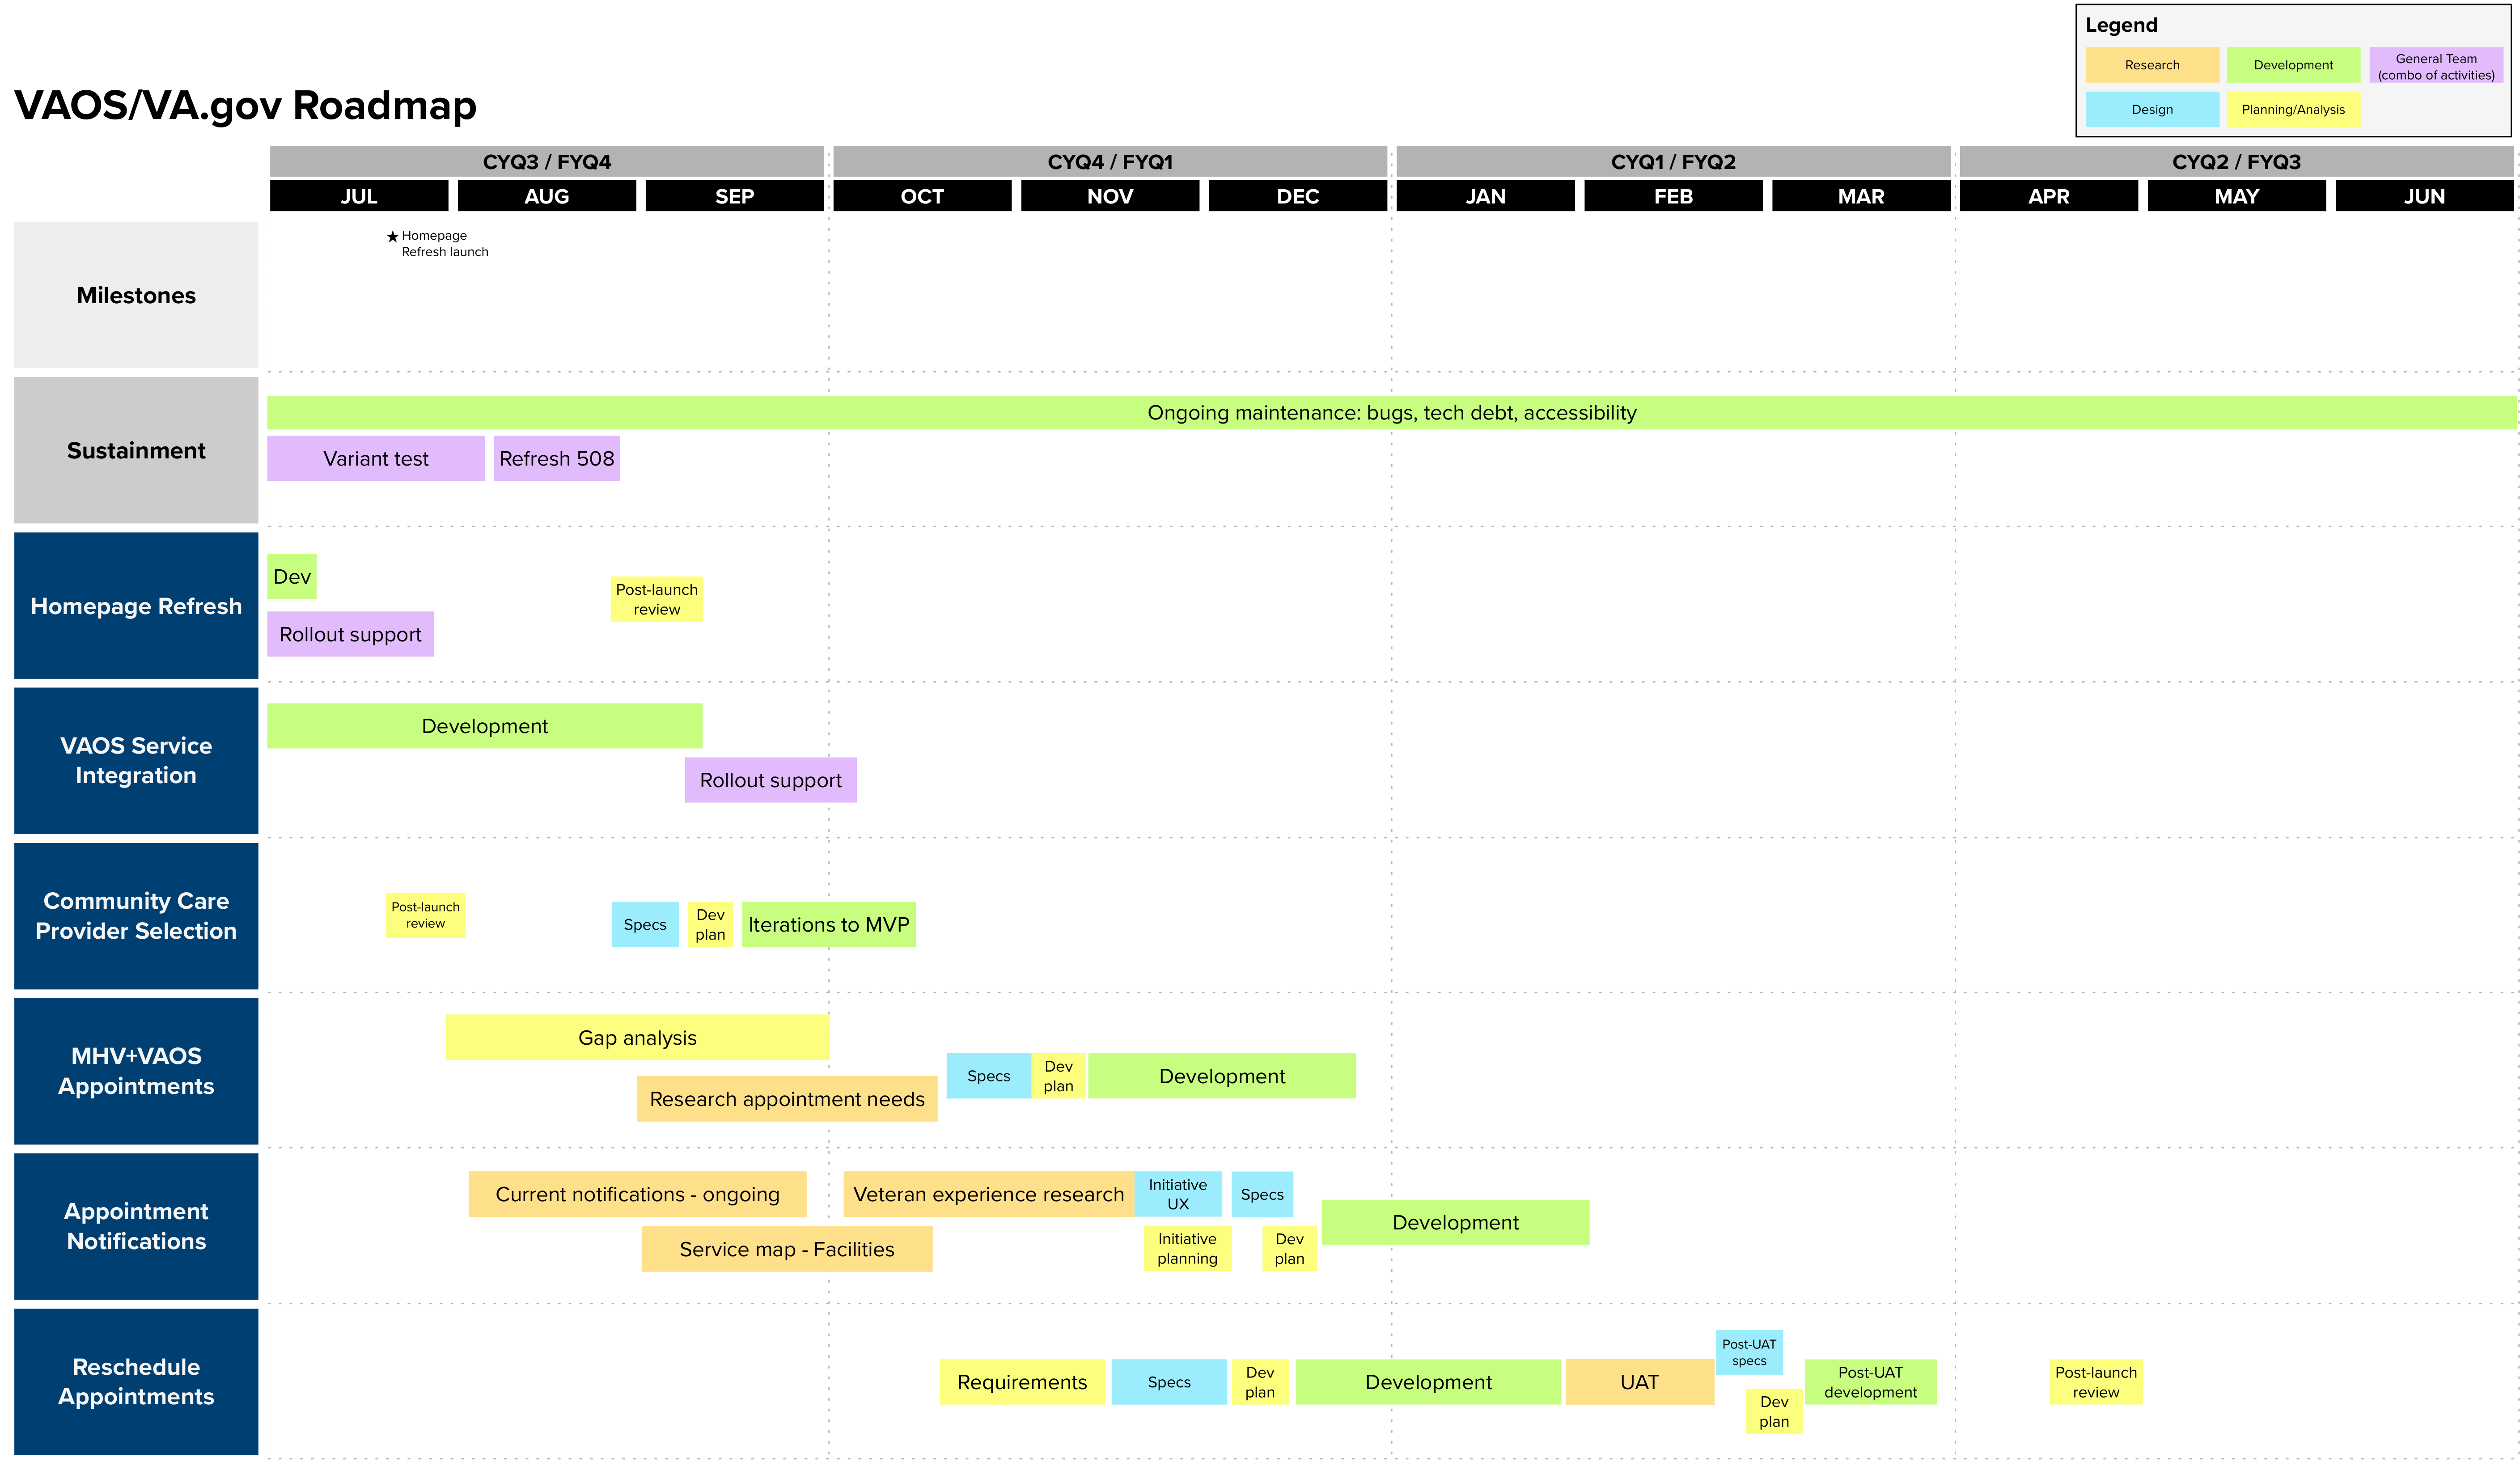 Legend
Research
Development
General Team
(combo of activities)
Design
Planning/Analysis
VAOS/VA.gov Roadmap
CYQ3 / FYQ4
CYQ4 / FYQ1
CYQ1 / FYQ2
CYQ2 / FYQ3
JUL
AUG
SEP
OCT
NOV
DEC
JAN
FEB
MAR
APR
MAY
JUN
Milestones
★ Homepage
Refresh launch
Sustainment
Ongoing maintenance: bugs, tech debt, accessibility
Variant test
Refresh 508
Homepage Refresh
Dev
Rollout support
Post-launch
review
VAOS Service
Integration
Development
Rollout support
Community Care
Provider Selection
Post-launch
review
Specs
Dev
plan
Iterations to MVP
MHV+VAOS
Appointments
Gap analysis
Research appointment needs
Specs
Dev
plan
Development
Appointment
Notifications
Current notifications - ongoing
Service map - Facilities
Veteran experience research
Initiative
UX
Initiative
planning
Specs
Dev
plan
Development
Reschedule
Appointments
Requirements
Specs
Dev
plan
Development
UAT
Post-UAT
specs
Dev
plan
Post-UAT
development
Post-launch
review